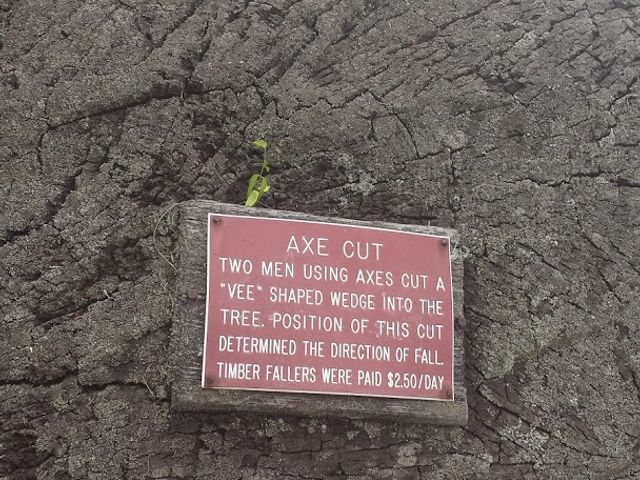 AXE CUT
TWO MEN USING AXES CUT A
"VEE" SHAPED WEDGE INTO THE
TREE. POSITION OF THIS CUT
DETERMINED THE DIRECTION OF FALL.
TIMBER FALLERS WERE PAID $2.50/DAY